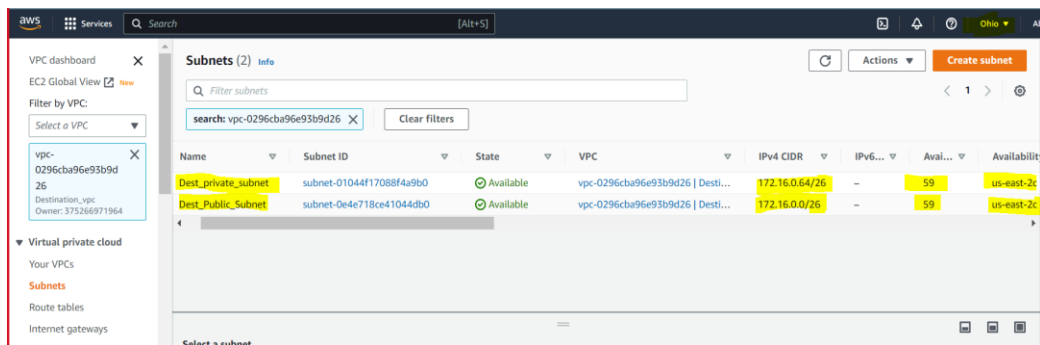 aws Services Search [Alt+S] Ohio
VPC dashboard
EC2 Global View New
Filter by VPC:
Select a VPC
vpc-
0296cba96e93b9d
26
Destination_vpc
Owner: 375266971964
Virtual private cloud
Your VPCs
Subnets
Route tables
Internet gateways
Subnets (2) Info
Actions Create subnet
Filter subnets
1
search: vpc-0296cba96e93b9d26 Clear filters
Name Subnet ID State VPC IPv4 CIDR IPv6... Avai... Availability
Dest_private_subnet subnet-01044f17088f4a9b0 Available vpc-0296cba96e93b9d26 | Desti... 172.16.0.64/26 – 59 us-east-2c
Dest_Public_Subnet subnet-0e4e718ce41044db0 Available vpc-0296cba96e93b9d26 | Desti... 172.16.0.0/26 – 59 us-east-2c
Select a subnet